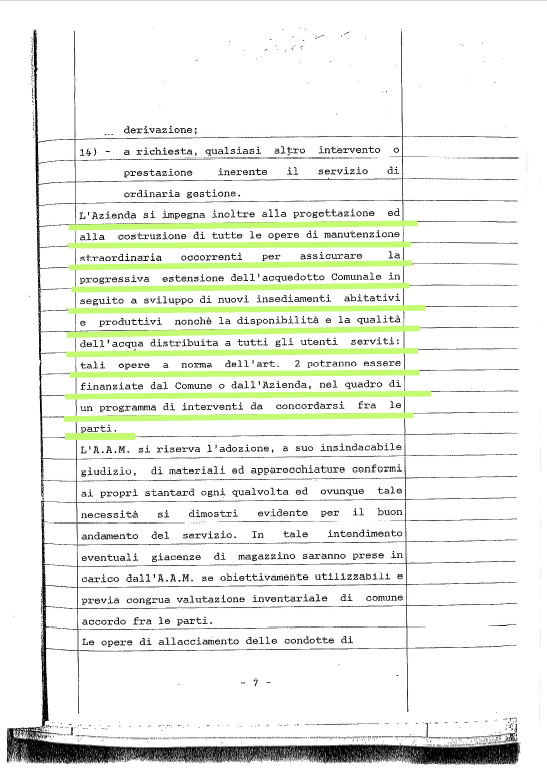 derivazione;
14) - a richiesta, qualsiasi altro intervento o
prestazione inerente il servizio di
ordinaria gestione.
L'Azienda si impegna inoltre alla progettazione ed
alla costruzione di tutte le opere di manutenzione
straordinaria occorrenti per assicurare la
progressiva estensione dell'acquedotto Comunale in
seguito a sviluppo di nuovi insediamenti abitativi
e produttivi nonchè la disponibilità e la qualità
dell'acqua distribuita a tutti gli utenti serviti:
tali opere a norma dell'art. 2 potranno essere
finanziate dal Comune o dall'Azienda, nel quadro di
un programma di interventi da concordarsi fra le
parti.
L'A.A.M. si riserva l'adozione, a suo insindacabile
giudizio, di materiali ed apparecchiature conformi
ai propri stantard ogni qualvolta ed ovunque tale
necessità si dimostri evidente per il buon
andamento del servizio. In tale intendimento
eventuali giacenze di magazzino saranno prese in
carico dall'A.A.M. se obiettivamente utilizzabili e
previa congrua valutazione inventariale di comune
accordo fra le parti.
Le opere di allacciamento delle condotte di
- 7 -